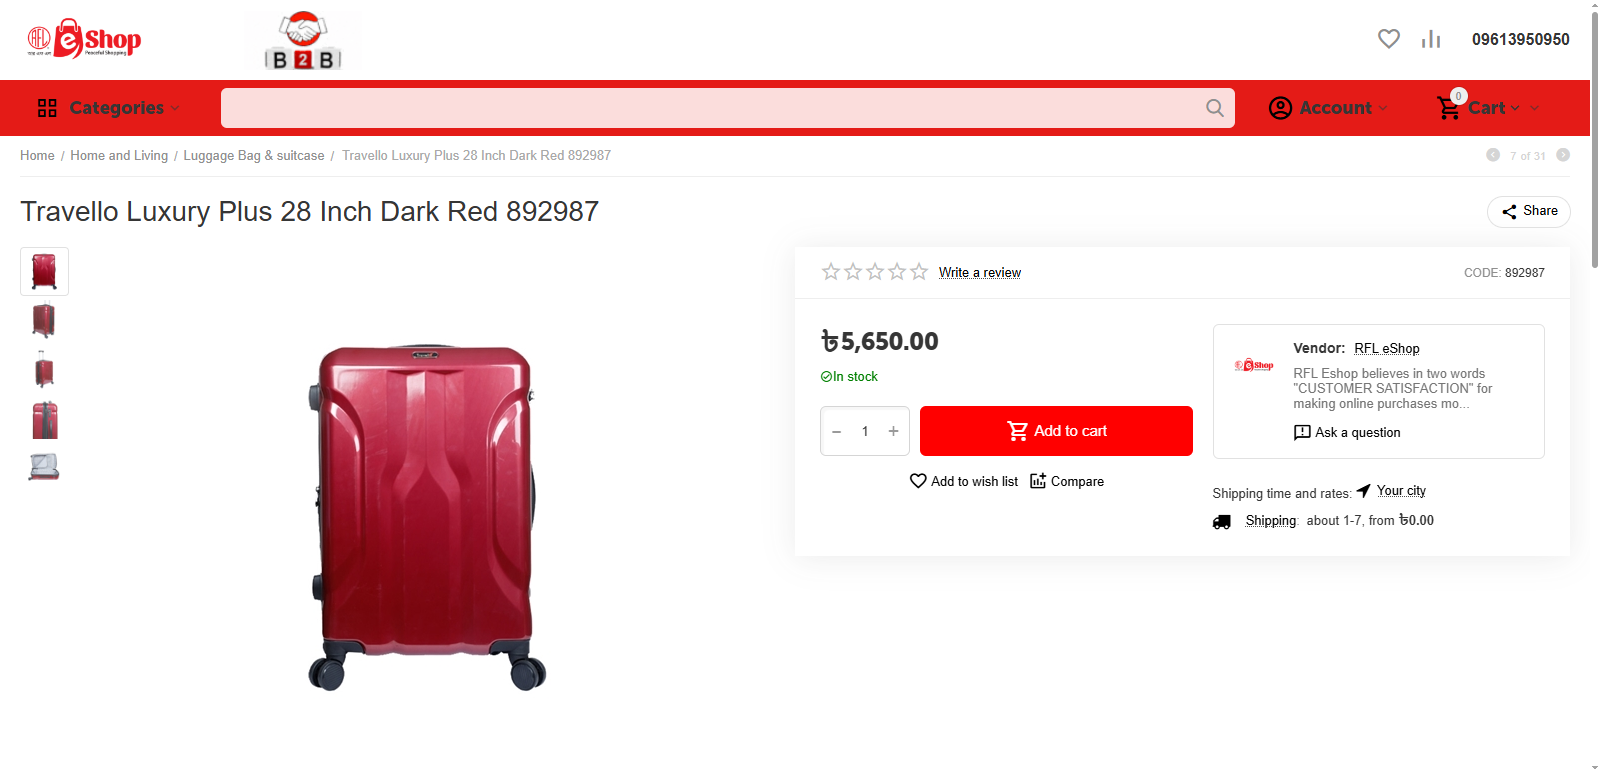 RFL eShop
Peaceful Shopping
B 2 B
09613950950
Categories
Account
0
Cart
Home / Home and Living / Luggage Bag & suitcase / Travello Luxury Plus 28 Inch Dark Red 892987
7 of 31
Travello Luxury Plus 28 Inch Dark Red 892987
Share
Write a review
CODE: 892987
৳5,650.00
In stock
1
Add to cart
Add to wish list
Compare
Vendor: RFL eShop
RFL Eshop believes in two words
"CUSTOMER SATISFACTION" for
making online purchases mo...
Ask a question
Shipping time and rates: Your city
Shipping: about 1-7, from ৳0.00